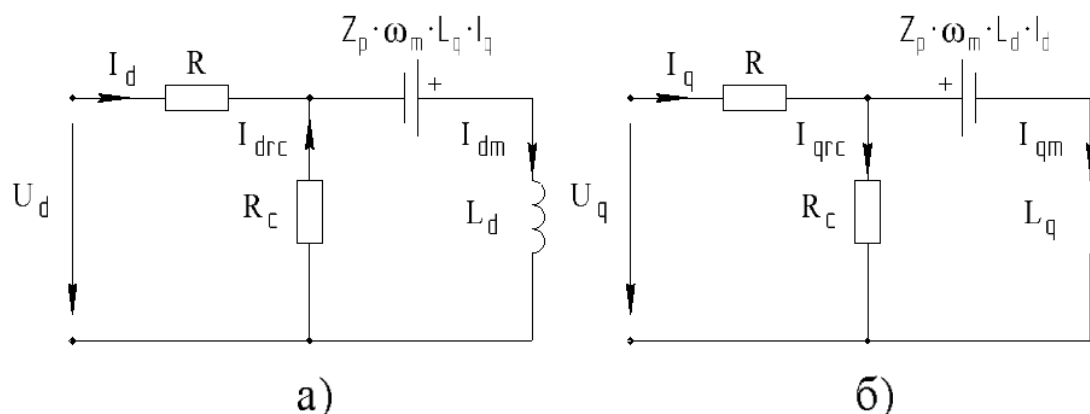 Z_p·ω_m·L_q·I_q
Z_p·ω_m·L_d·I_d
I_d R
I_q R
+
+
I_drc
I_dm
I_qrc
I_qm
U_d
R_c
L_d
U_q
R_c
L_q
а)
б)